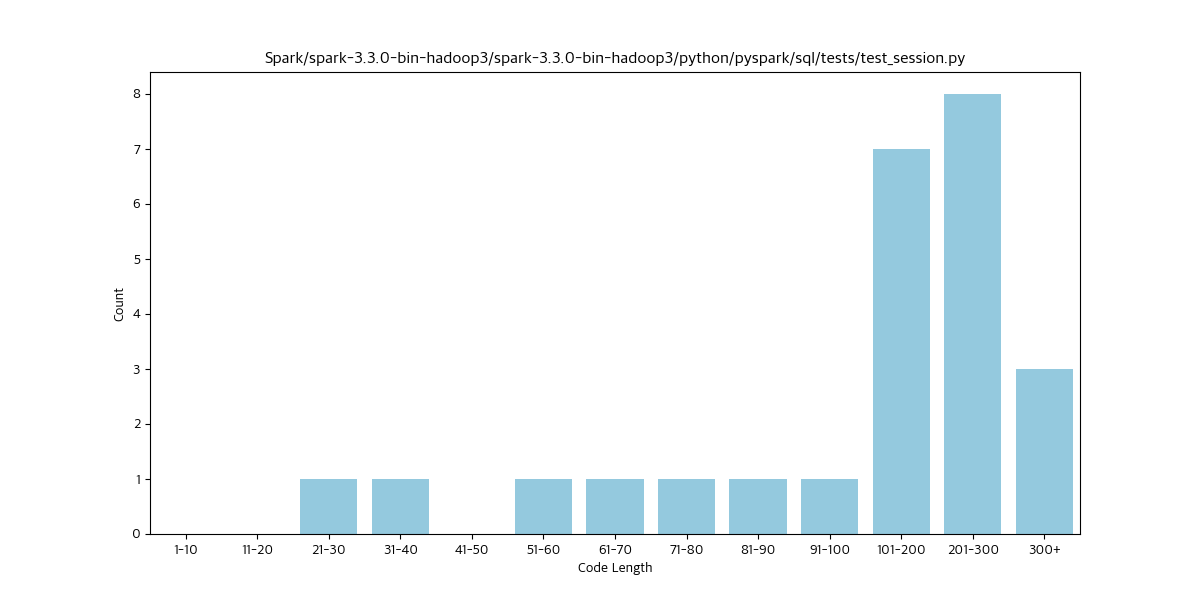 Spark/spark-3.3.0-bin-hadoop3/spark-3.3.0-bin-hadoop3/python/pyspark/sql/tests/test_session.py
8
7
6
5
4
3
2
1
0
Count
1-10 11-20 21-30 31-40 41-50 51-60 61-70 71-80 81-90 91-100 101-200 201-300 300+
Code Length